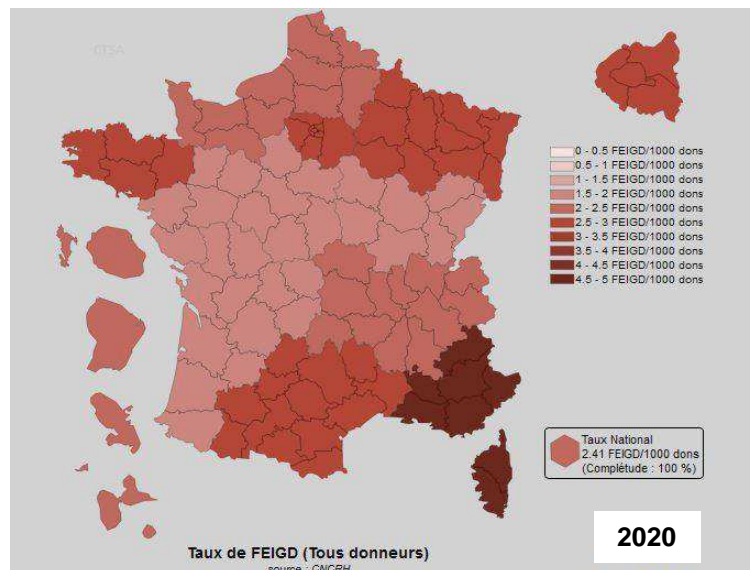 CTSA
0 - 0.5 FEIGD/1000 dons
0.5 - 1 FEIGD/1000 dons
1 - 1.5 FEIGD/1000 dons
1.5 - 2 FEIGD/1000 dons
2 - 2.5 FEIGD/1000 dons
2.5 - 3 FEIGD/1000 dons
3 - 3.5 FEIGD/1000 dons
3.5 - 4 FEIGD/1000 dons
4 - 4.5 FEIGD/1000 dons
4.5 - 5 FEIGD/1000 dons
Taux National
2.41 FEIGD/1000 dons
(Complétude : 100 %)
2020
Taux de FEIGD (Tous donneurs)
source : CNCRH